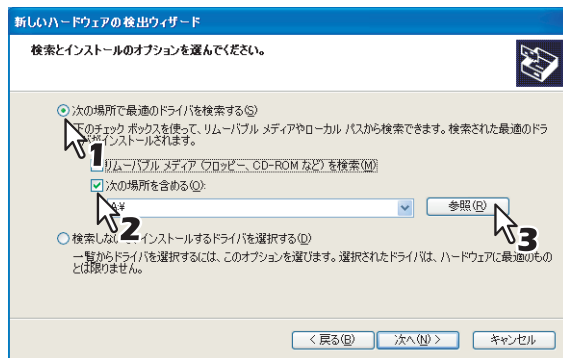 新しいハードウェアの検出ウィザード
検索とインストールのオプションを選んでください。
次の場所で最適のドライバを検索する(S)
下のチェック ボックスを使って、リムーバブル メディアやローカル パスから検索できます。検索された最適のドラ
がインストールされます。
1
リムーバブル メディア (フロッピー、CD-ROM など) を検索(M)
次の場所を含める(O):
A:¥
参照(R)
2
3
検索しないで、インストールするドライバを選択する(D)
一覧からドライバを選択するには、このオプションを選びます。選択されたドライバは、ハードウェアに最適のもの
とは限りません。
< 戻る(B)
次へ(N) >
キャンセル